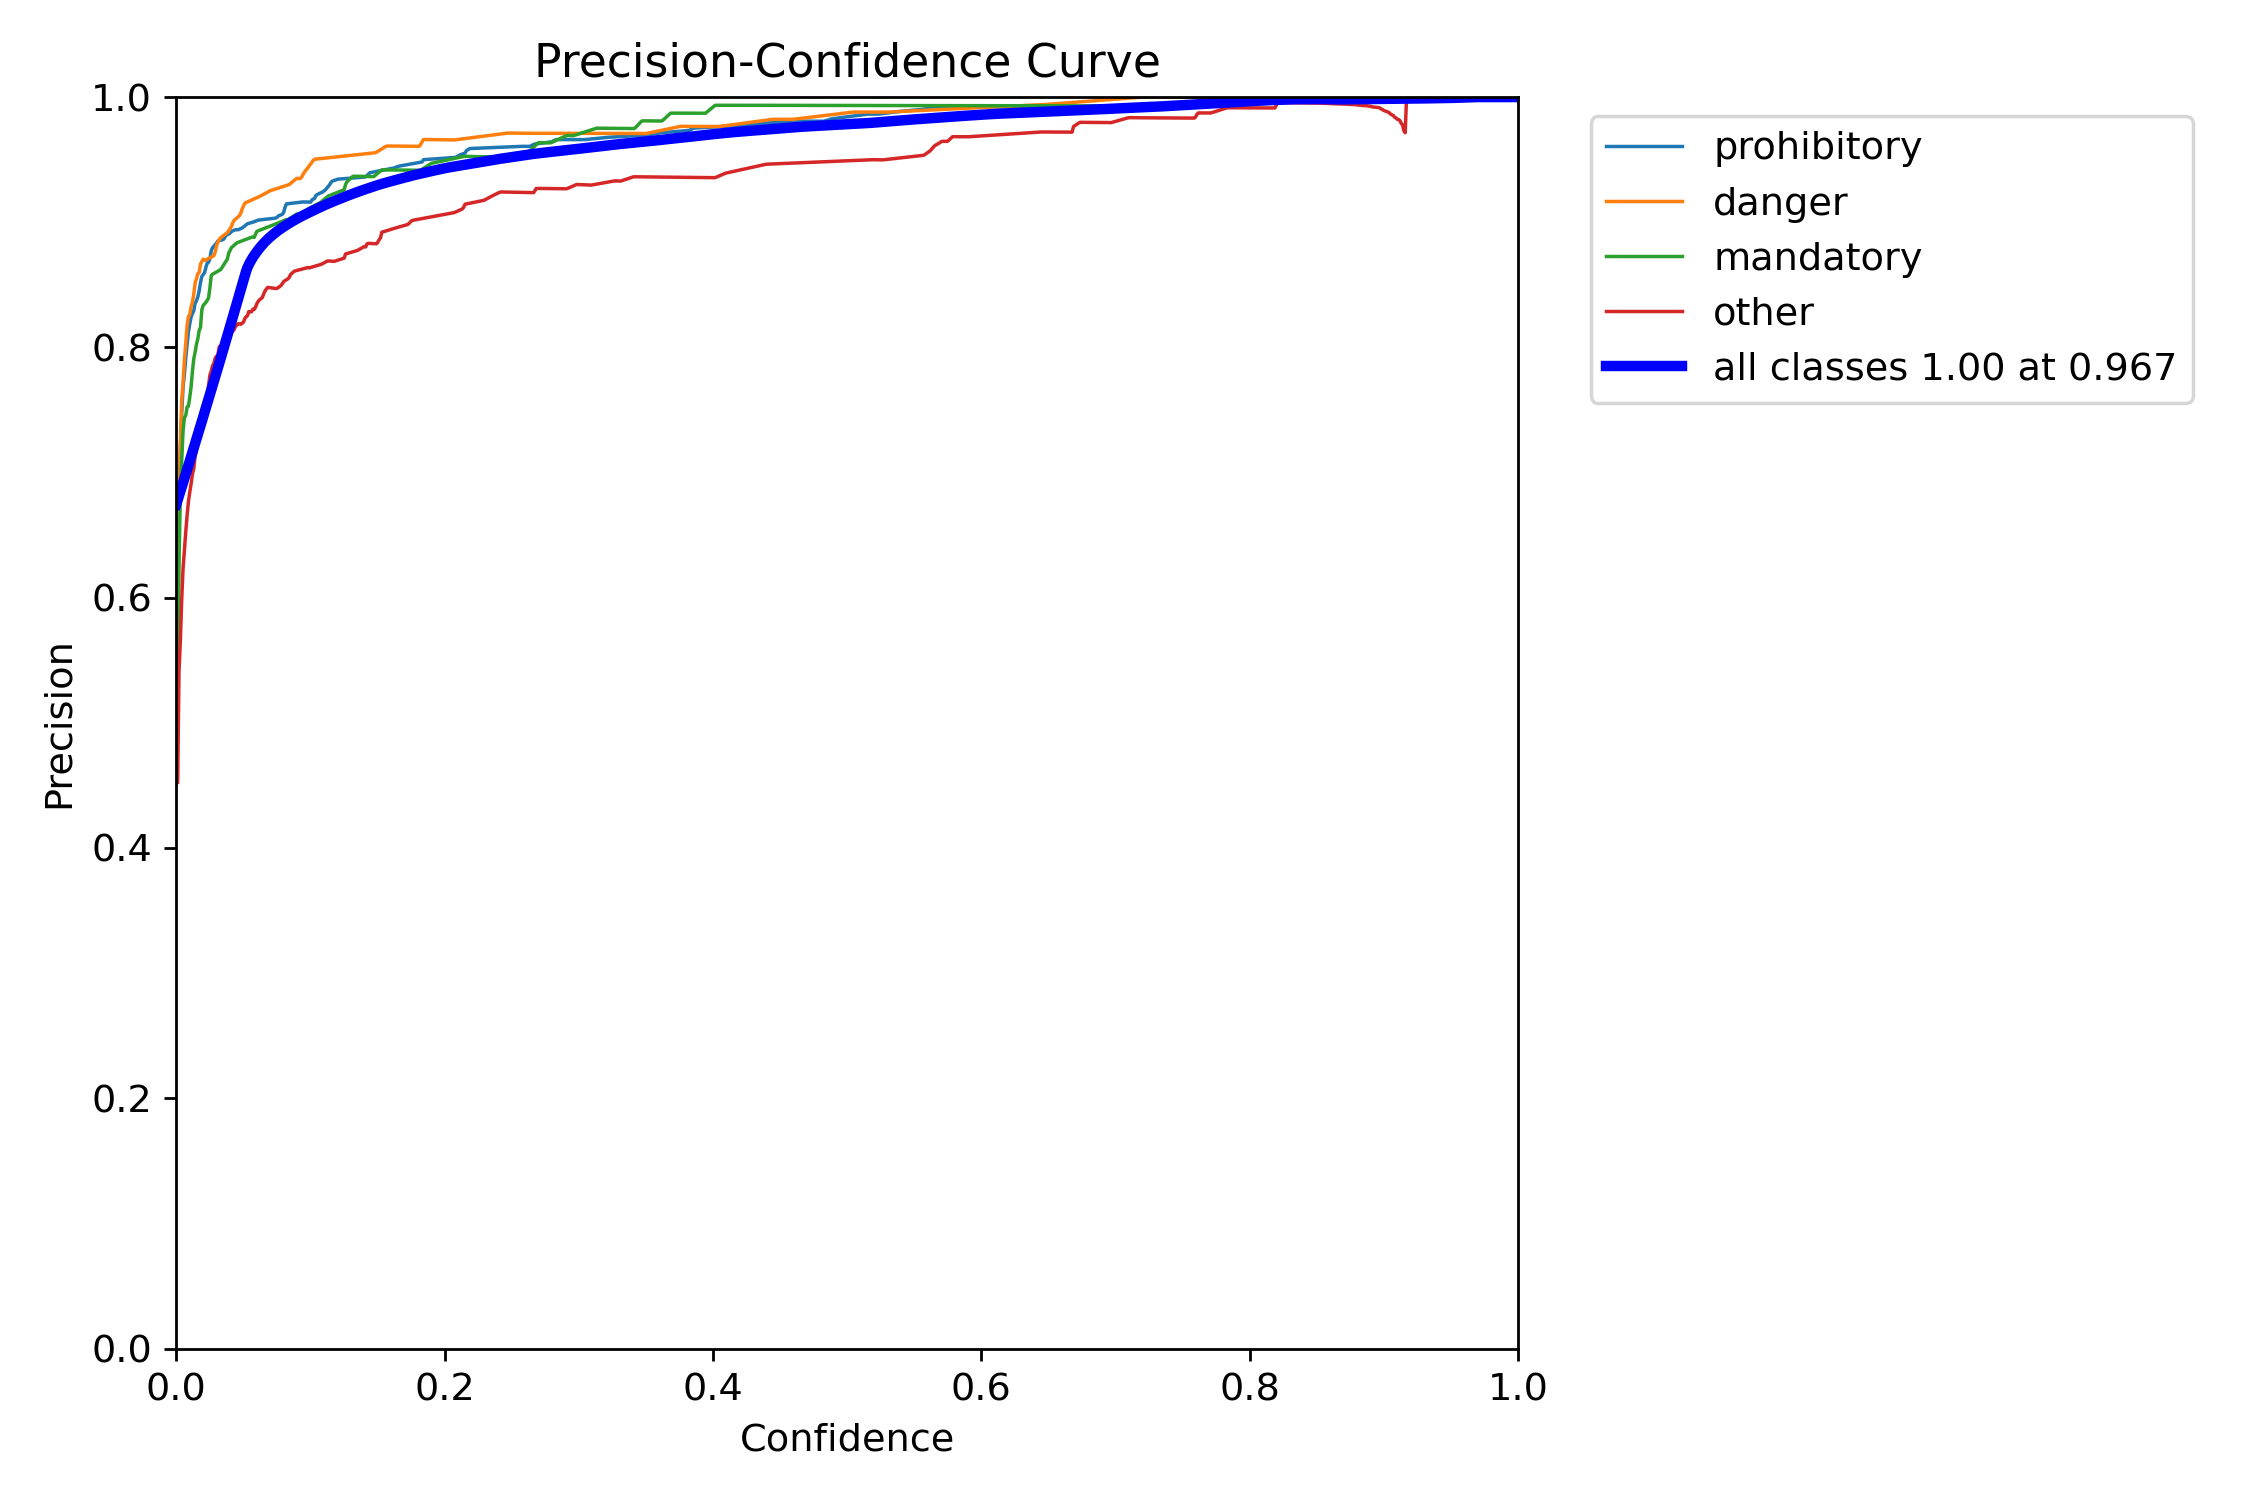 Precision-Confidence Curve
1.0
0.8
0.6
0.4
0.2
0.0
Precision
0.0 0.2 0.4 0.6 0.8 1.0
Confidence
prohibitory
danger
mandatory
other
all classes 1.00 at 0.967